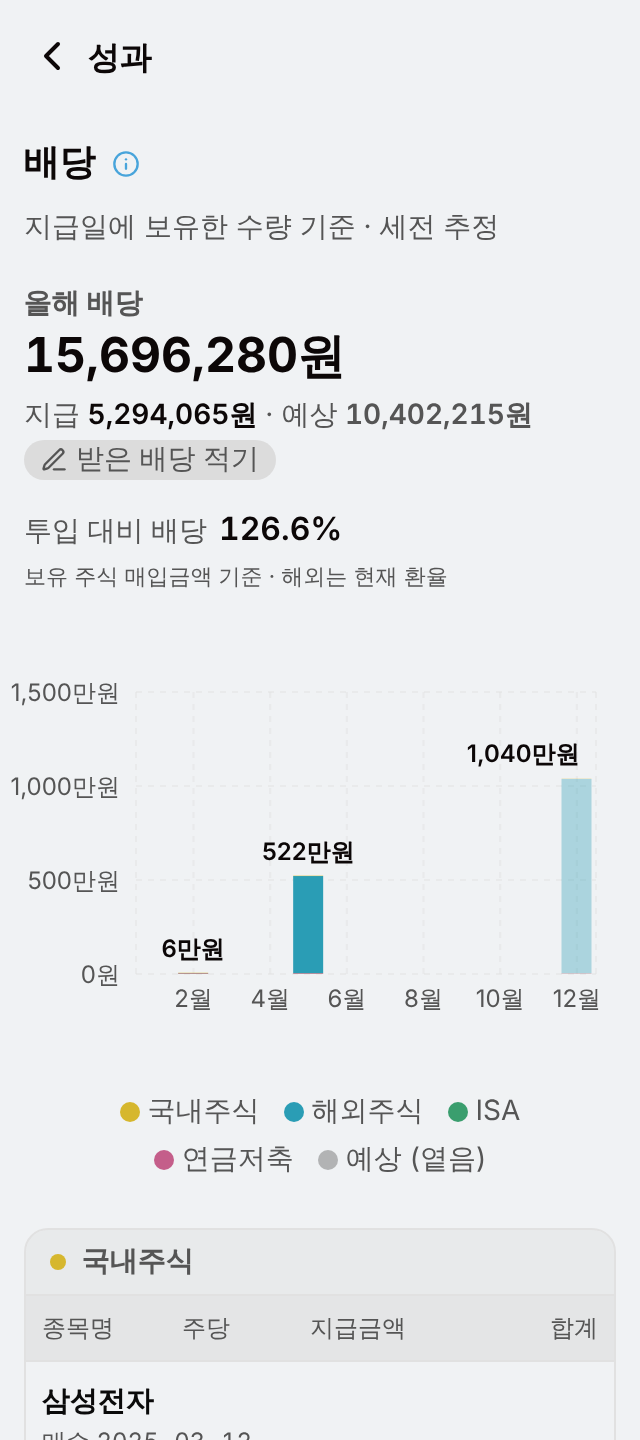 성과
배당
지급일에 보유한 수량 기준 · 세전 추정
올해 배당
15,696,280원
지급 5,294,065원 · 예상 10,402,215원
받은 배당 적기
투입 대비 배당 126.6%
보유 주식 매입금액 기준 · 해외는 현재 환율
1,500만원
1,040만원
1,000만원
522만원
500만원
6만원
0원
2월 4월 6월 8월 10월 12월
국내주식 해외주식 ISA
연금저축 예상 (옅음)
국내주식
종목명 주당 지급금액 합계
삼성전자
매수 2025-03-12